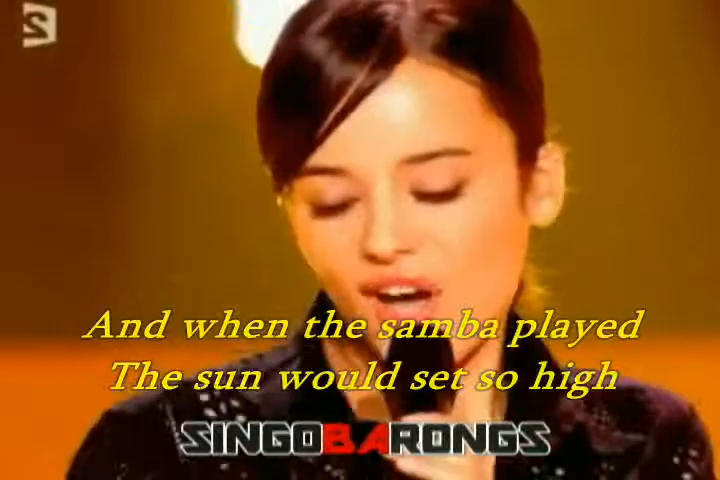 S
And when the samba played
The sun would set so high
SINGOBARONGS